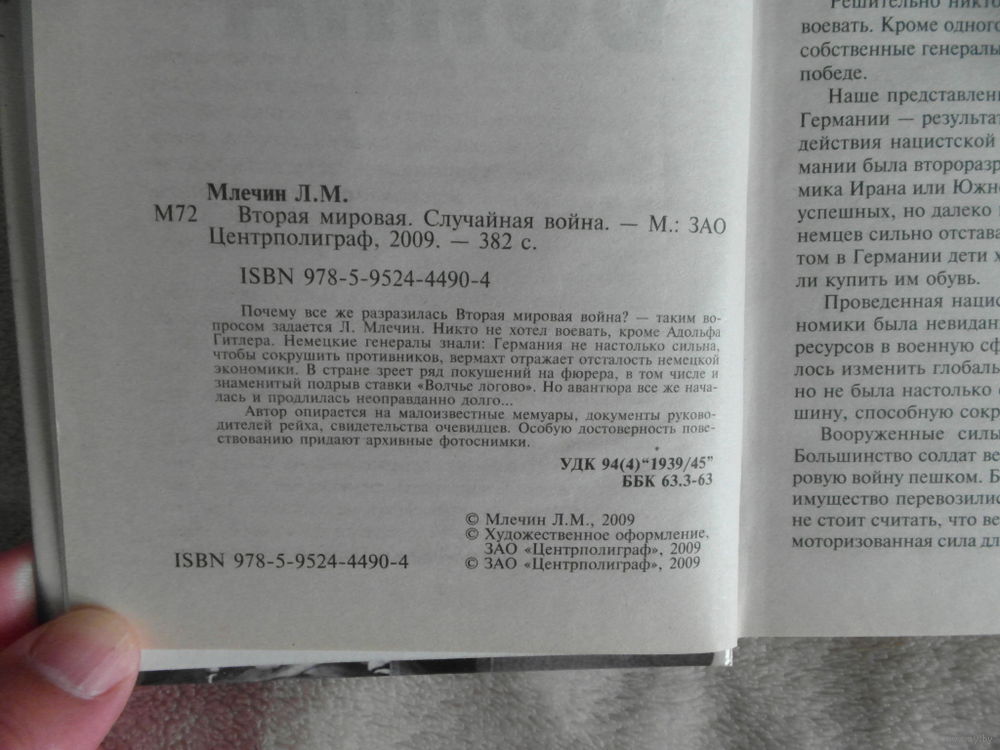 Млечин Л.М.
М72 Вторая мировая. Случайная война. — М.: ЗАО
Центрполиграф, 2009. — 382 с.
ISBN 978-5-9524-4490-4
Почему все же разразилась Вторая мировая война? — таким во-
просом задается Л. Млечин. Никто не хотел воевать, кроме Адольфа
Гитлера. Немецкие генералы знали: Германия не настолько сильна,
чтобы сокрушить противников, вермахт отражает отсталость немецкой
экономики. В стране зреет ряд покушений на фюрера, в том числе и
знаменитый подрыв ставки «Волчье логово». Но авантюра все же нача-
лась и продлилась неоправданно долго...
Автор опирается на малоизвестные мемуары, документы руково-
дителей рейха, свидетельства очевидцев. Особую достоверность пове-
ствованию придают архивные фотоснимки.
УДК 94(4)“1939/45”
ББК 63.3-63
© Млечин Л.М., 2009
© Художественное оформление,
ЗАО «Центрполиграф», 2009
ISBN 978-5-9524-4490-4
© ЗАО «Центрполиграф», 2009
Решительно никто
воевать. Кроме одного
собственные генералы
победе.
Наше представлени
Германии — результат
действия нацистской
мании была второразр
мика Ирана или Южно
успешных, но далеко
немцев сильно отстава
том в Германии дети х
ли купить им обувь.
Проведенная нацис
номики была невидан
ресурсов в военную сф
лось изменить глобаль
но не была настолько
шину, способную сокр
Вооруженные силы
Большинство солдат ве
ровую войну пешком. Б
имущество перевозилис
не стоит считать, что ве
моторизованная сила дл